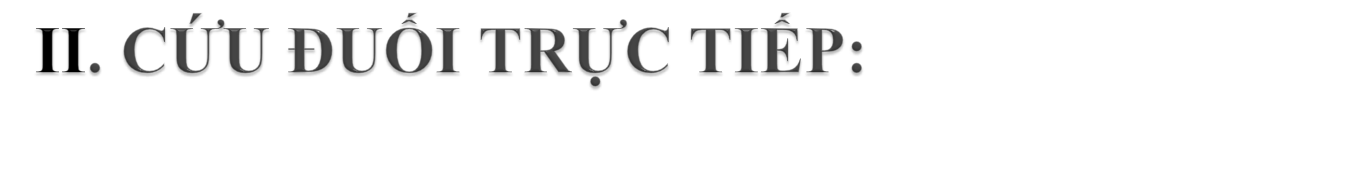 II. CỨU ĐUỐI TRỰC TIẾP: